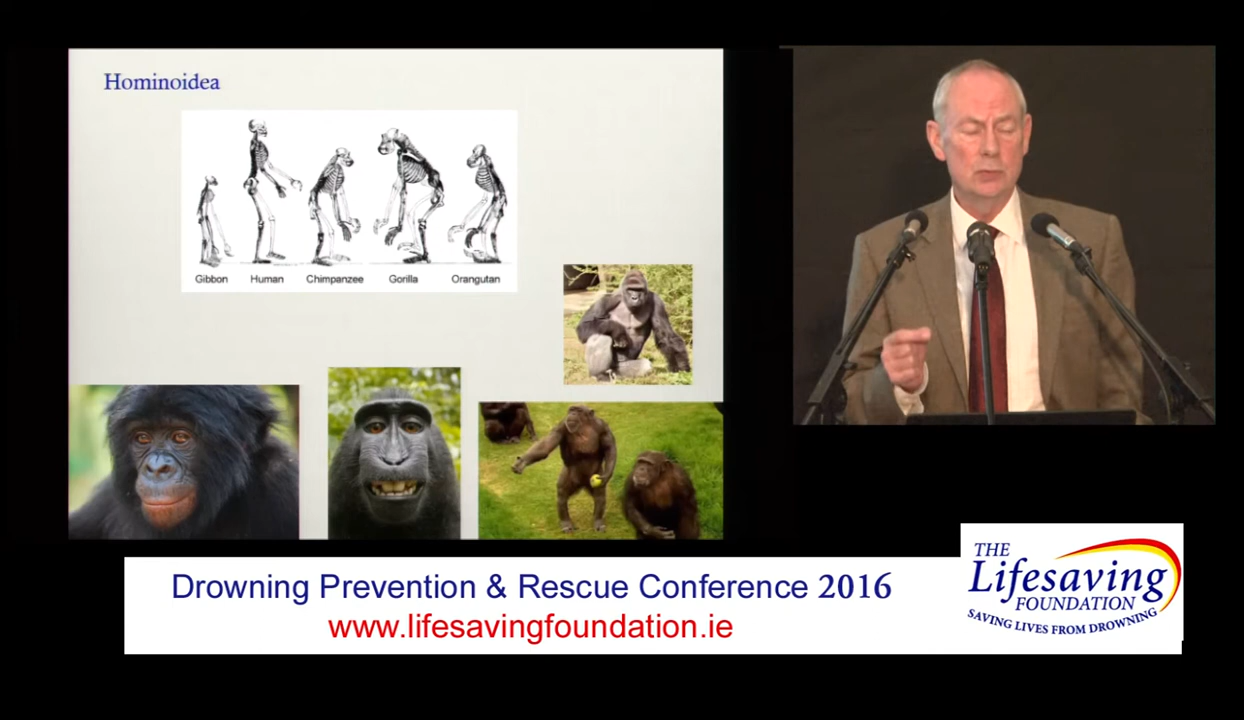 Hominoidea
Gibbon Human Chimpanzee Gorilla Orangutan
Drowning Prevention & Rescue Conference 2016
www.lifesavingfoundation.ie
THE
Lifesaving
FOUNDATION
SAVING LIVES FROM DROWNING